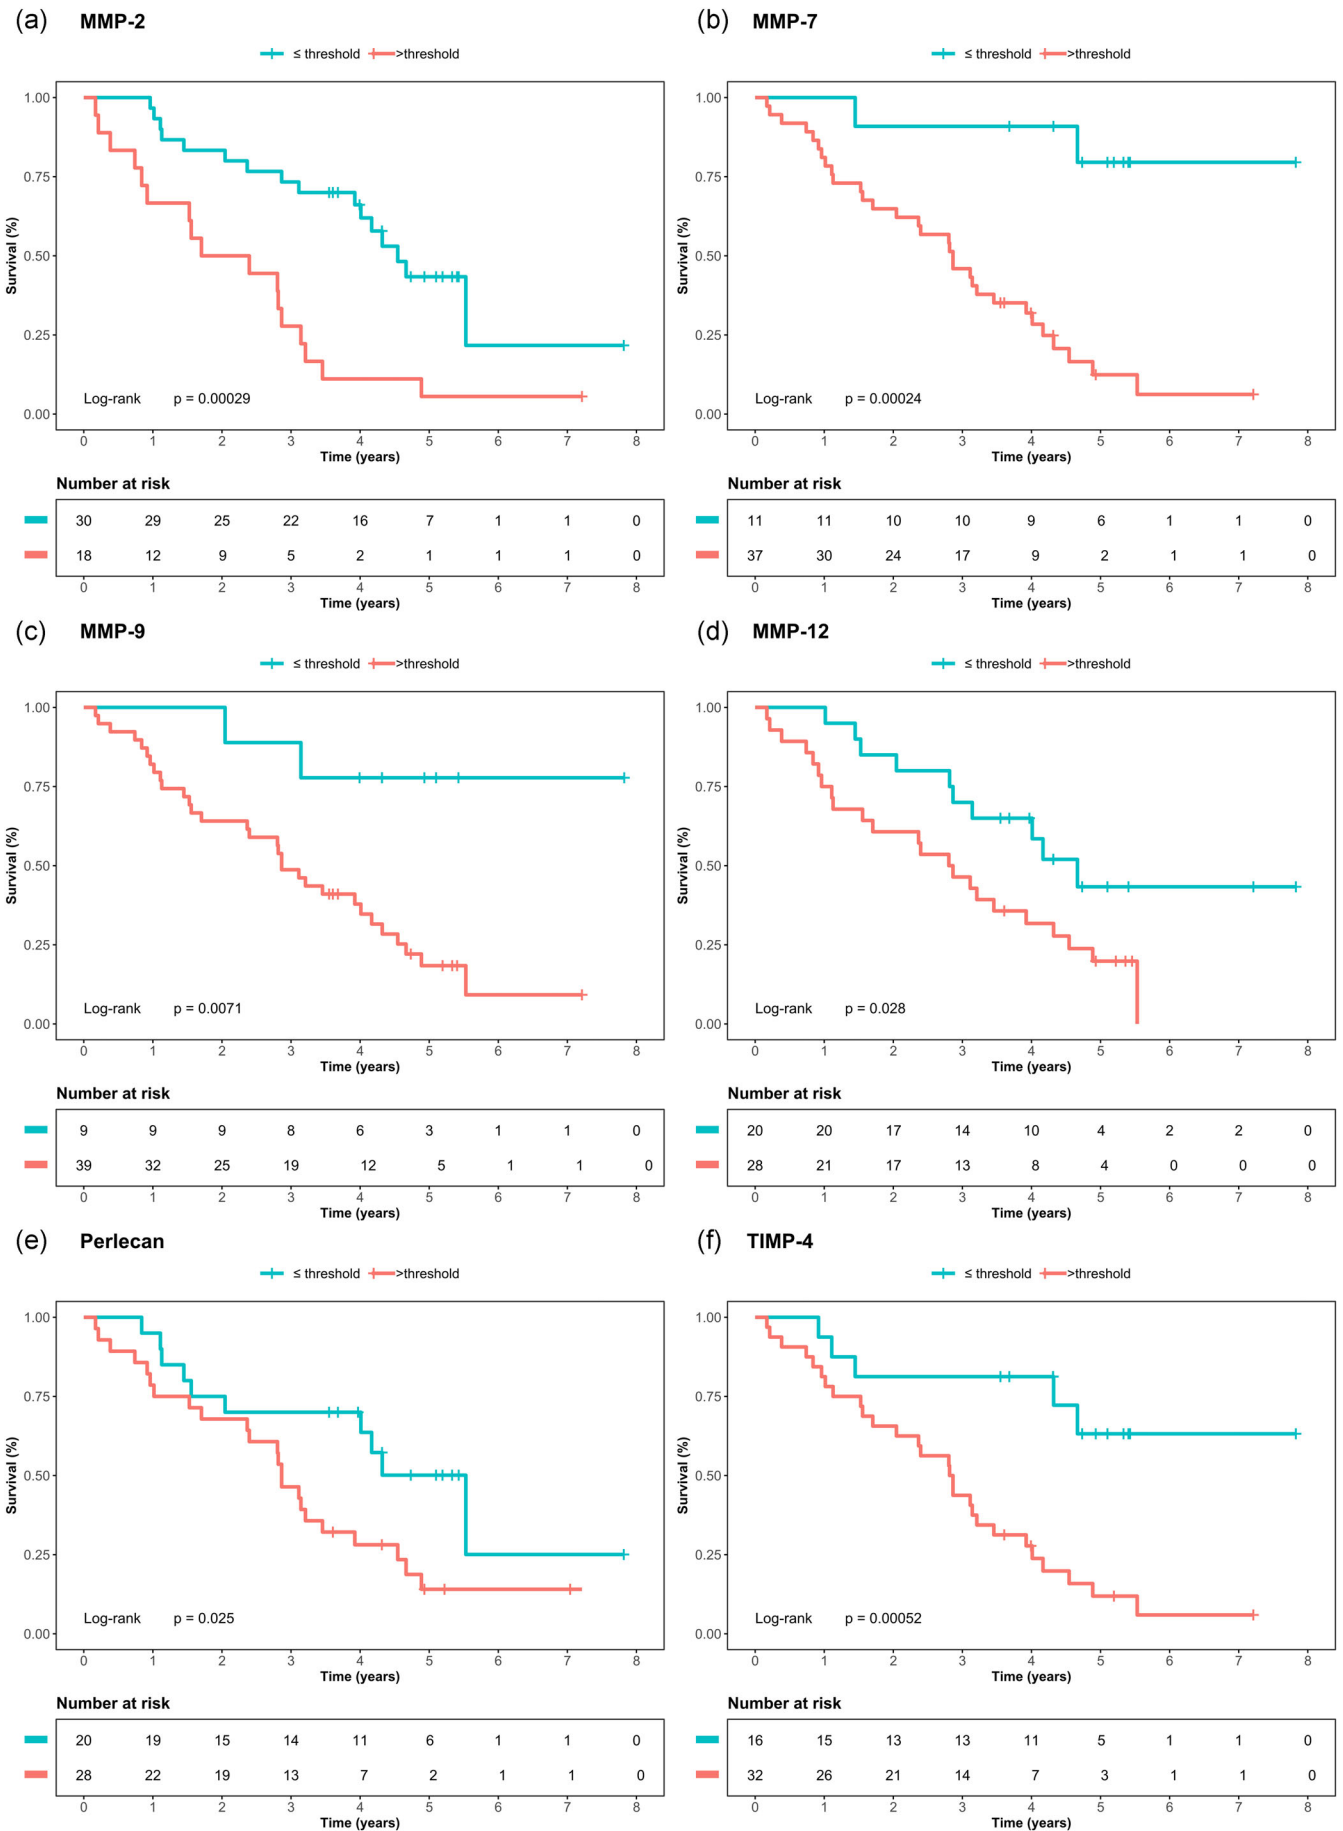 (a) MMP-2
≤ threshold >threshold
1.00
0.75
0.50
0.25
0.00
Survival (%)
Log-rank p = 0.00029
0 1 2 3 4 5 6 7 8
Time (years)
Number at risk
30 29 25 22 16 7 1 1 0
18 12 9 5 2 1 1 1 0
0 1 2 3 4 5 6 7 8
Time (years)
(b) MMP-7
≤ threshold >threshold
1.00
0.75
0.50
0.25
0.00
Survival (%)
Log-rank p = 0.00024
0 1 2 3 4 5 6 7 8
Time (years)
Number at risk
11 11 10 10 9 6 1 1 0
37 30 24 17 9 2 1 1 0
0 1 2 3 4 5 6 7 8
Time (years)
(c) MMP-9
≤ threshold >threshold
1.00
0.75
0.50
0.25
0.00
Survival (%)
Log-rank p = 0.0071
0 1 2 3 4 5 6 7 8
Time (years)
Number at risk
9 9 9 8 6 3 1 1 0
39 32 25 19 12 5 1 1 0
0 1 2 3 4 5 6 7 8
Time (years)
(d) MMP-12
≤ threshold >threshold
1.00
0.75
0.50
0.25
0.00
Survival (%)
Log-rank p = 0.028
0 1 2 3 4 5 6 7 8
Time (years)
Number at risk
20 20 17 14 10 4 2 2 0
28 21 17 13 8 4 0 0 0
0 1 2 3 4 5 6 7 8
Time (years)
(e) Perlecan
≤ threshold >threshold
1.00
0.75
0.50
0.25
0.00
Survival (%)
Log-rank p = 0.025
0 1 2 3 4 5 6 7 8
Time (years)
Number at risk
20 19 15 14 11 6 1 1 0
28 22 19 13 7 2 1 1 0
0 1 2 3 4 5 6 7 8
Time (years)
(f) TIMP-4
≤ threshold >threshold
1.00
0.75
0.50
0.25
0.00
Survival (%)
Log-rank p = 0.00052
0 1 2 3 4 5 6 7 8
Time (years)
Number at risk
16 15 13 13 11 5 1 1 0
32 26 21 14 7 3 1 1 0
0 1 2 3 4 5 6 7 8
Time (years)